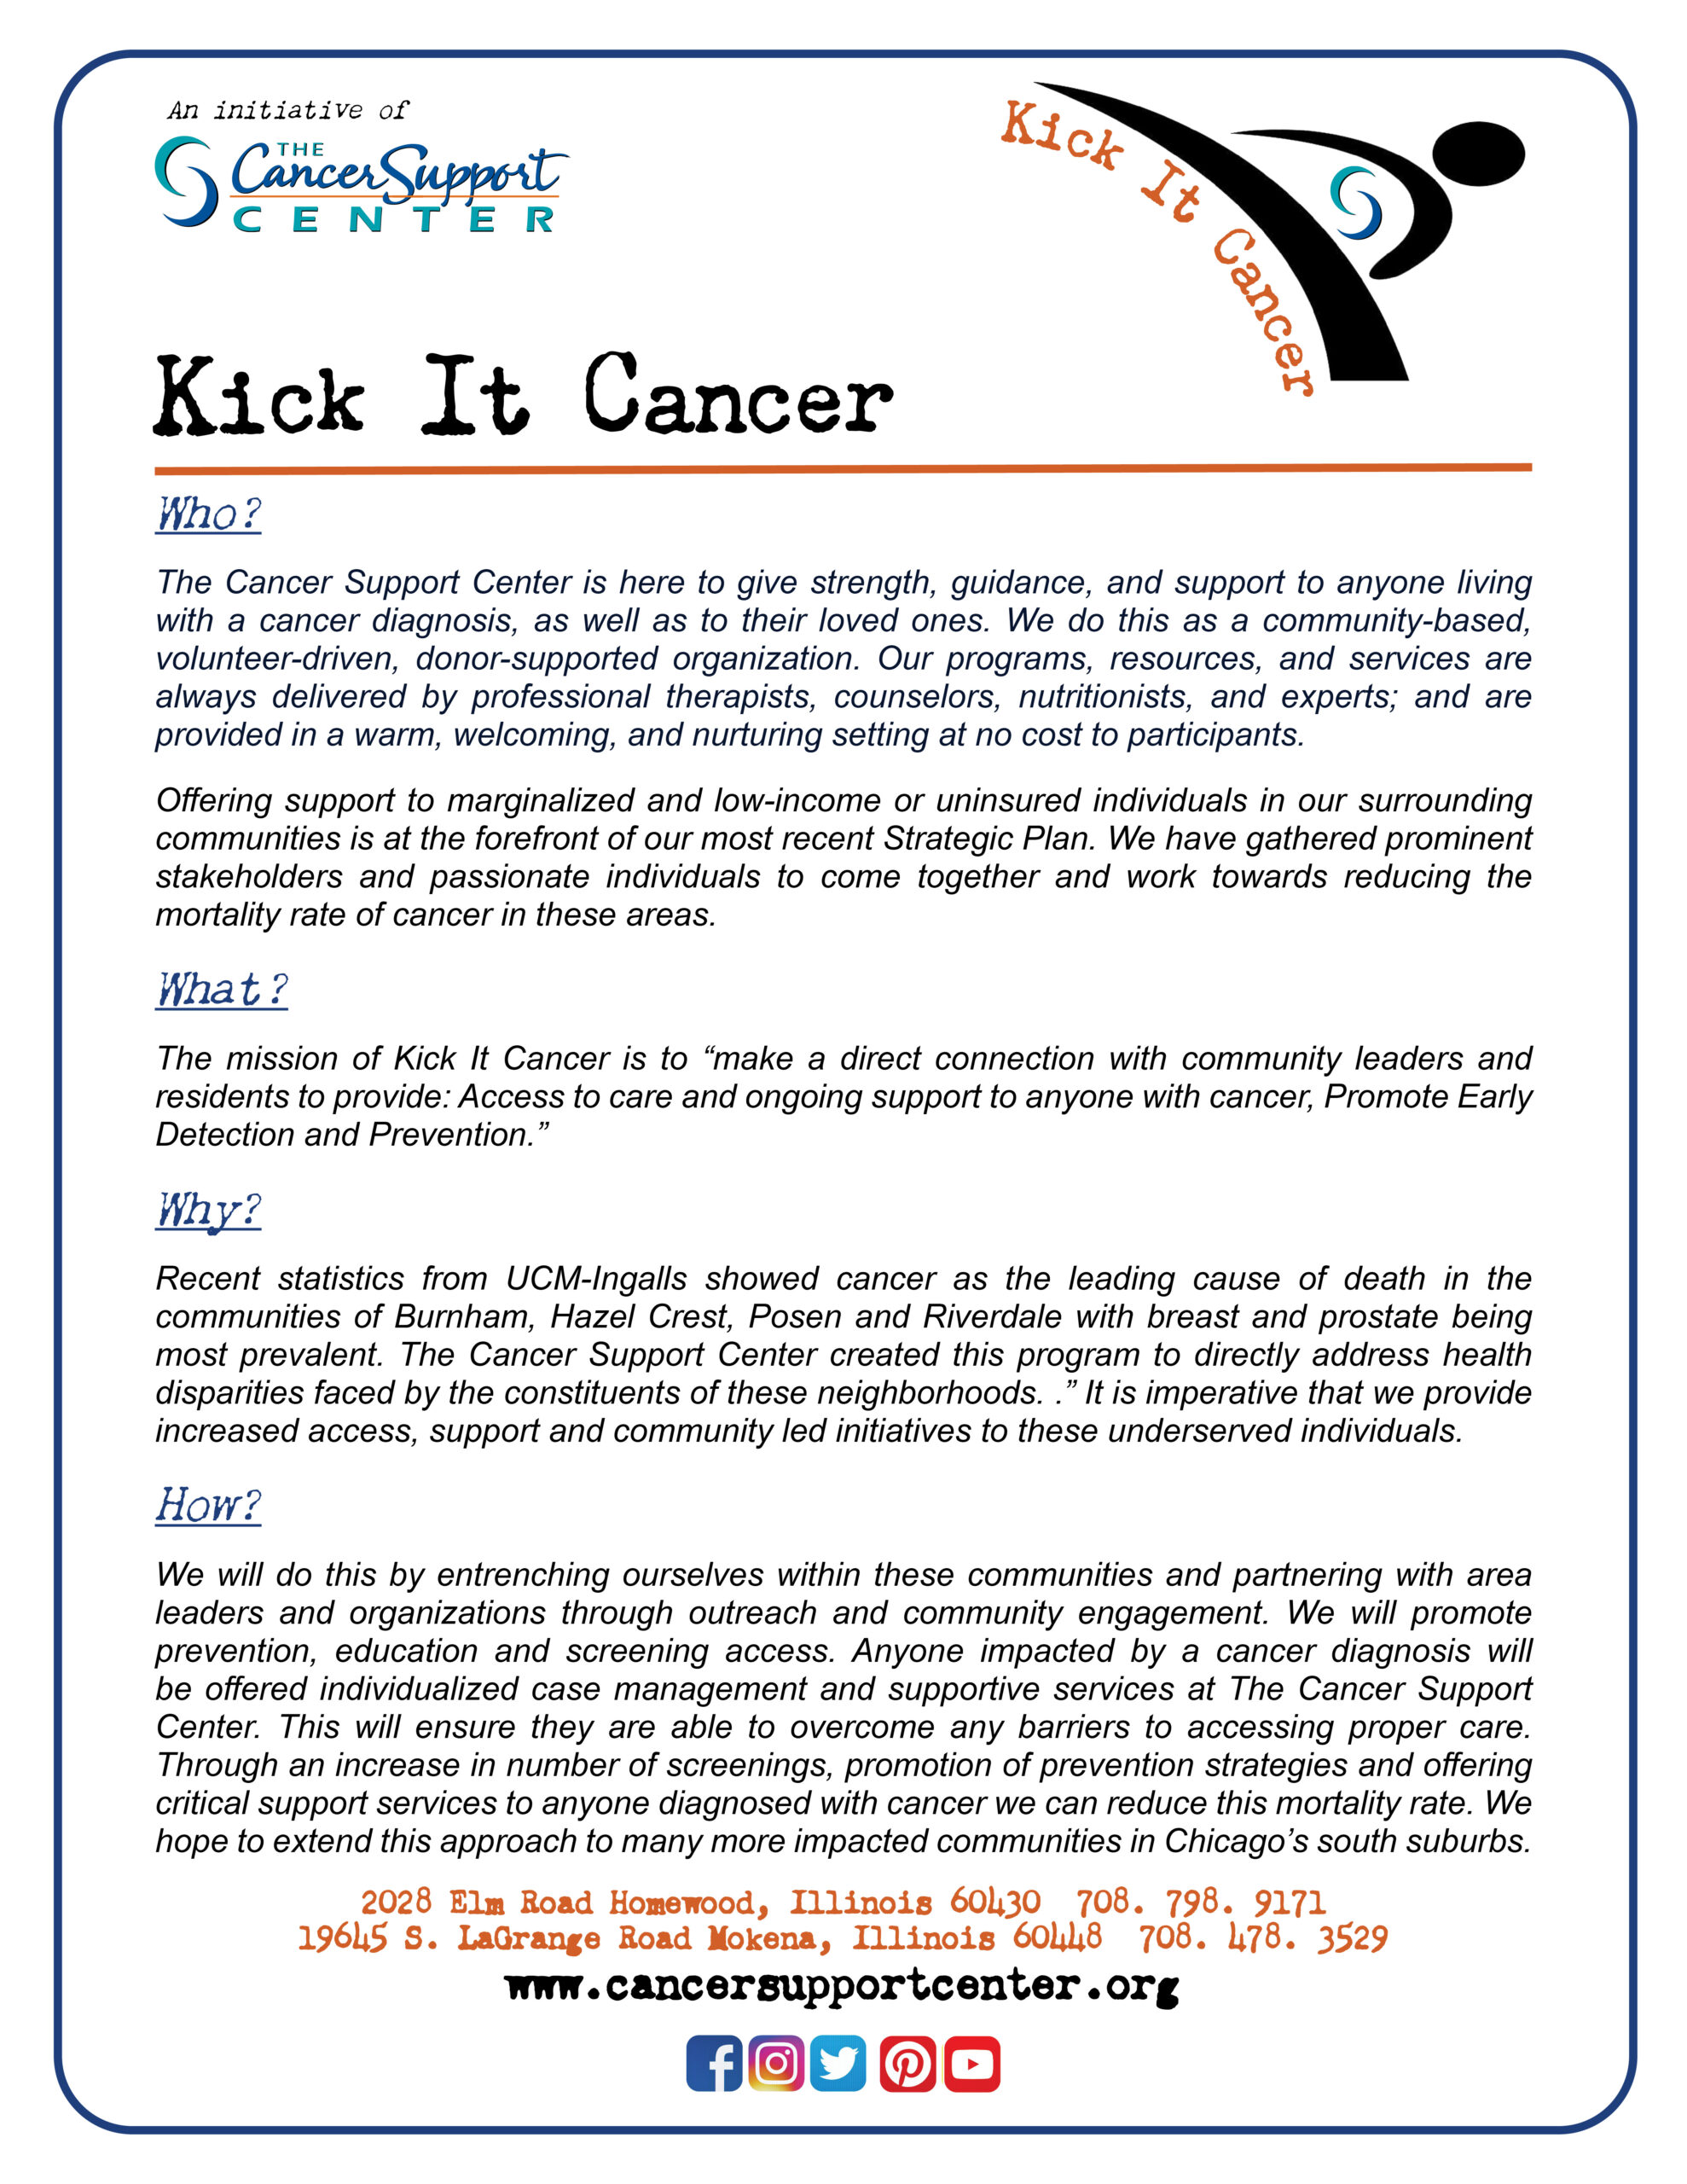 An initiative of
THE
Cancer Support
CENTER
Kick It Cancer
Kick It Cancer
Who?
The Cancer Support Center is here to give strength, guidance, and support to anyone living
with a cancer diagnosis, as well as to their loved ones. We do this as a community-based,
volunteer-driven, donor-supported organization. Our programs, resources, and services are
always delivered by professional therapists, counselors, nutritionists, and experts; and are
provided in a warm, welcoming, and nurturing setting at no cost to participants.
Offering support to marginalized and low-income or uninsured individuals in our surrounding
communities is at the forefront of our most recent Strategic Plan. We have gathered prominent
stakeholders and passionate individuals to come together and work towards reducing the
mortality rate of cancer in these areas.
What?
The mission of Kick It Cancer is to “make a direct connection with community leaders and
residents to provide: Access to care and ongoing support to anyone with cancer, Promote Early
Detection and Prevention.”
Why?
Recent statistics from UCM-Ingalls showed cancer as the leading cause of death in the
communities of Burnham, Hazel Crest, Posen and Riverdale with breast and prostate being
most prevalent. The Cancer Support Center created this program to directly address health
disparities faced by the constituents of these neighborhoods. .” It is imperative that we provide
increased access, support and community led initiatives to these underserved individuals.
How?
We will do this by entrenching ourselves within these communities and partnering with area
leaders and organizations through outreach and community engagement. We will promote
prevention, education and screening access. Anyone impacted by a cancer diagnosis will
be offered individualized case management and supportive services at The Cancer Support
Center. This will ensure they are able to overcome any barriers to accessing proper care.
Through an increase in number of screenings, promotion of prevention strategies and offering
critical support services to anyone diagnosed with cancer we can reduce this mortality rate. We
hope to extend this approach to many more impacted communities in Chicago’s south suburbs.
2028 Elm Road Homewood, Illinois 60430 708. 798. 9171
19645 S. LaGrange Road Mokena, Illinois 60448 708. 478. 3529
www.cancersupportcenter.org